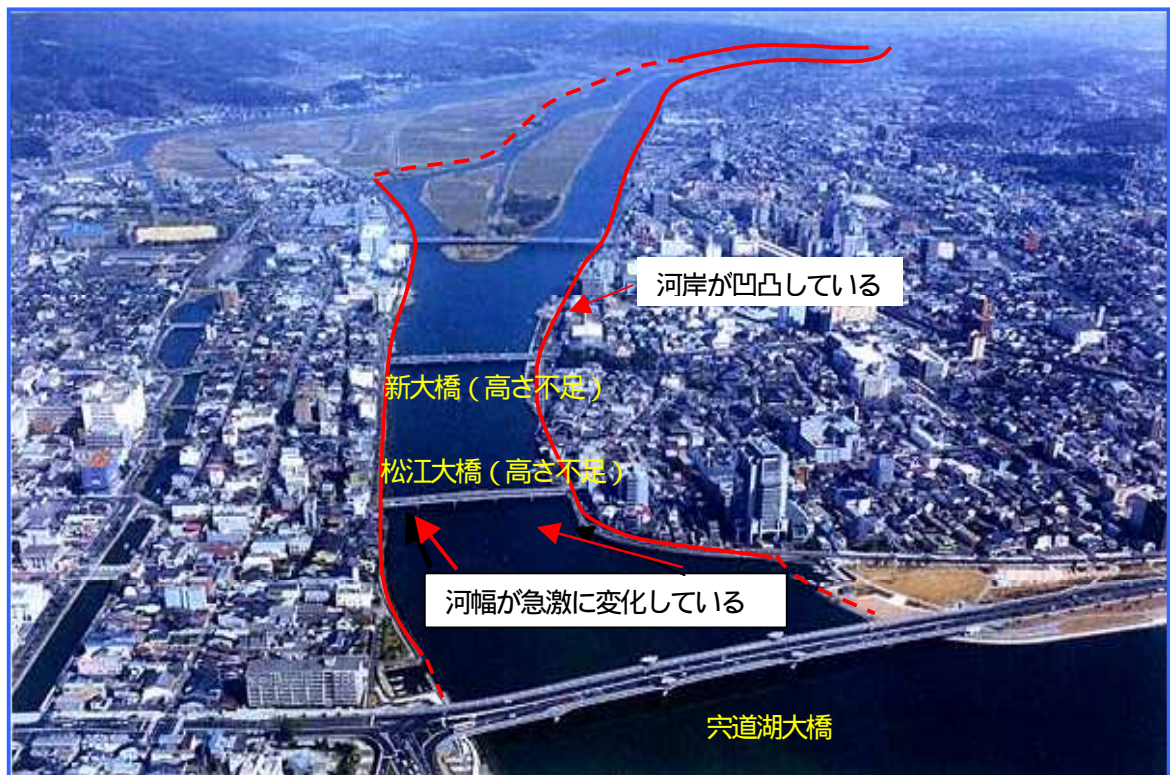 河岸が凹凸している
新大橋（高さ不足）
松江大橋（高さ不足）
河幅が急激に変化している
宍道湖大橋